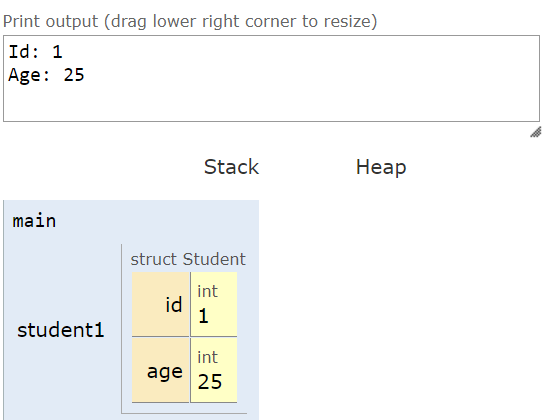 Print output (drag lower right corner to resize)
Id: 1
Age: 25
Stack Heap
main
struct Student
student1
id
int
1
age
int
25